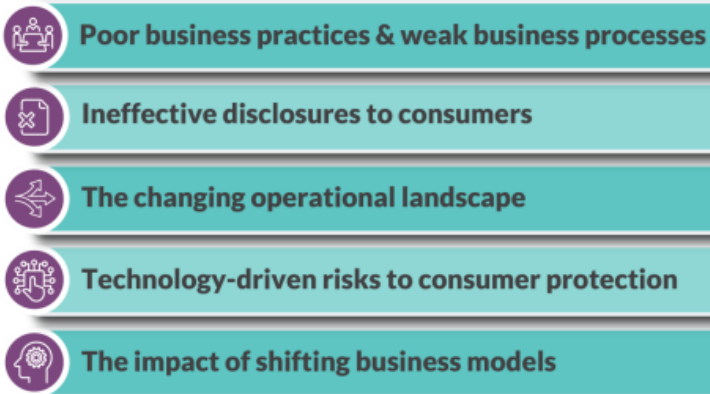 Poor business practices & weak business processes
Ineffective disclosures to consumers
The changing operational landscape
Technology-driven risks to consumer protection
The impact of shifting business models